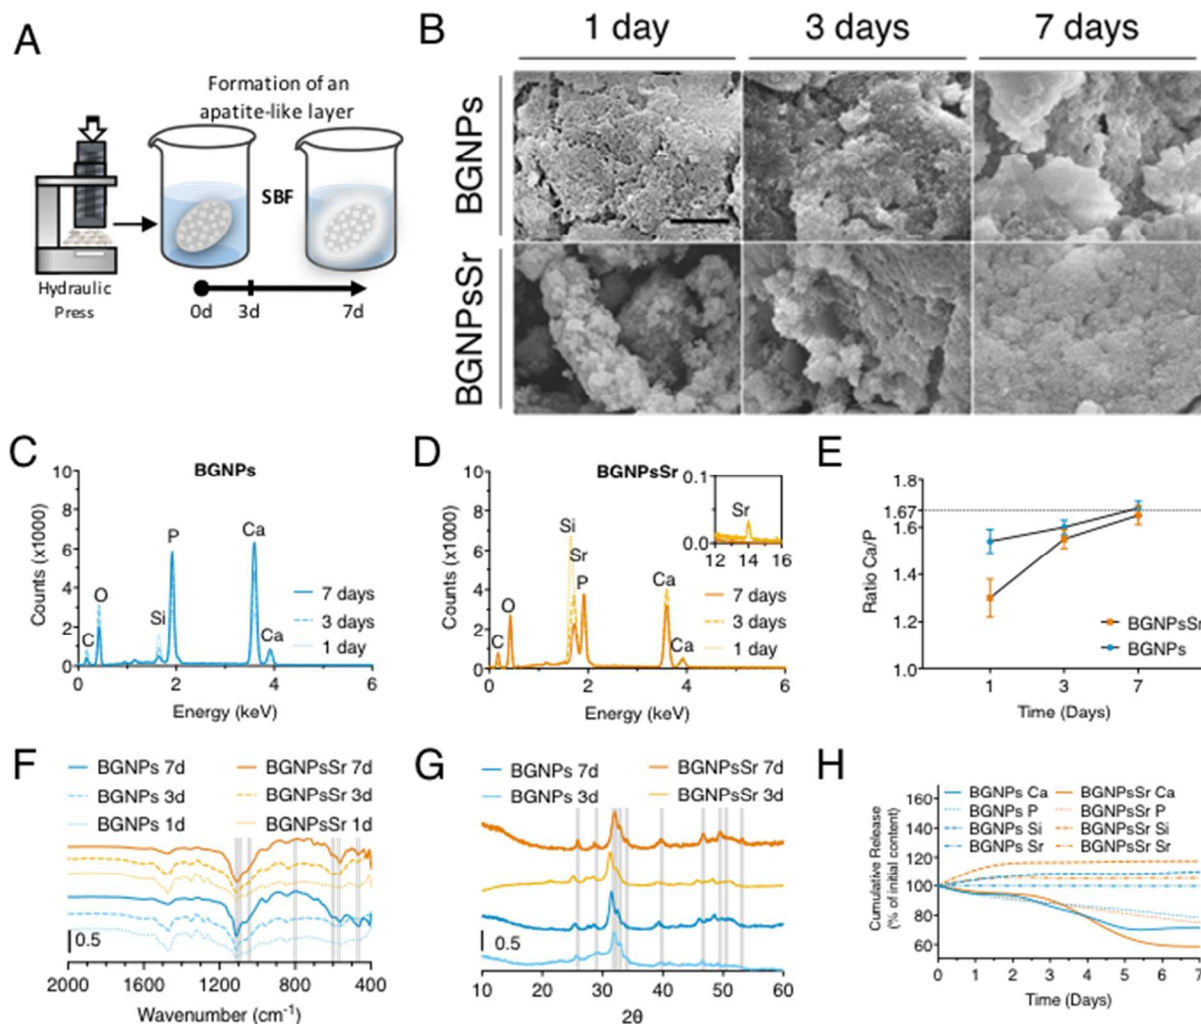 A
Formation of an
apatite-like layer
SBF
Hydraulic
Press
0d 3d 7d
B
1 day 3 days 7 days
BGNPs
BGNPsSr
C
BGNPs
Counts (x1000)
10
8
6
4
2
0
C O Si P Ca Ca
7 days
3 days
1 day
0 2 4 6
Energy (keV)
D
BGNPsSr
Counts (x1000)
10
8
6
4
2
0
C O Si Sr P Ca Ca
0.1
0.0
Sr
12 14 16
7 days
3 days
1 day
0 2 4 6
Energy (keV)
E
Ratio Ca/P
1.8
1.67
1.6
1.4
1.2
1.0
BGNPsSr
BGNPs
1 3 7
Time (Days)
F
BGNPs 7d BGNPsSr 7d
BGNPs 3d BGNPsSr 3d
BGNPs 1d BGNPsSr 1d
0.5
2000 1600 1200 800 400
Wavenumber (cm⁻¹)
G
BGNPs 7d BGNPsSr 7d
BGNPs 3d BGNPsSr 3d
0.5
10 20 30 40 50 60
2θ
H
BGNPs Ca BGNPsSr Ca
BGNPs P BGNPsSr P
BGNPs Si BGNPsSr Si
BGNPs Sr BGNPsSr Sr
Cumulative Release
(% of initial content)
160
140
120
100
80
60
0 1 2 3 4 5 6 7
Time (Days)